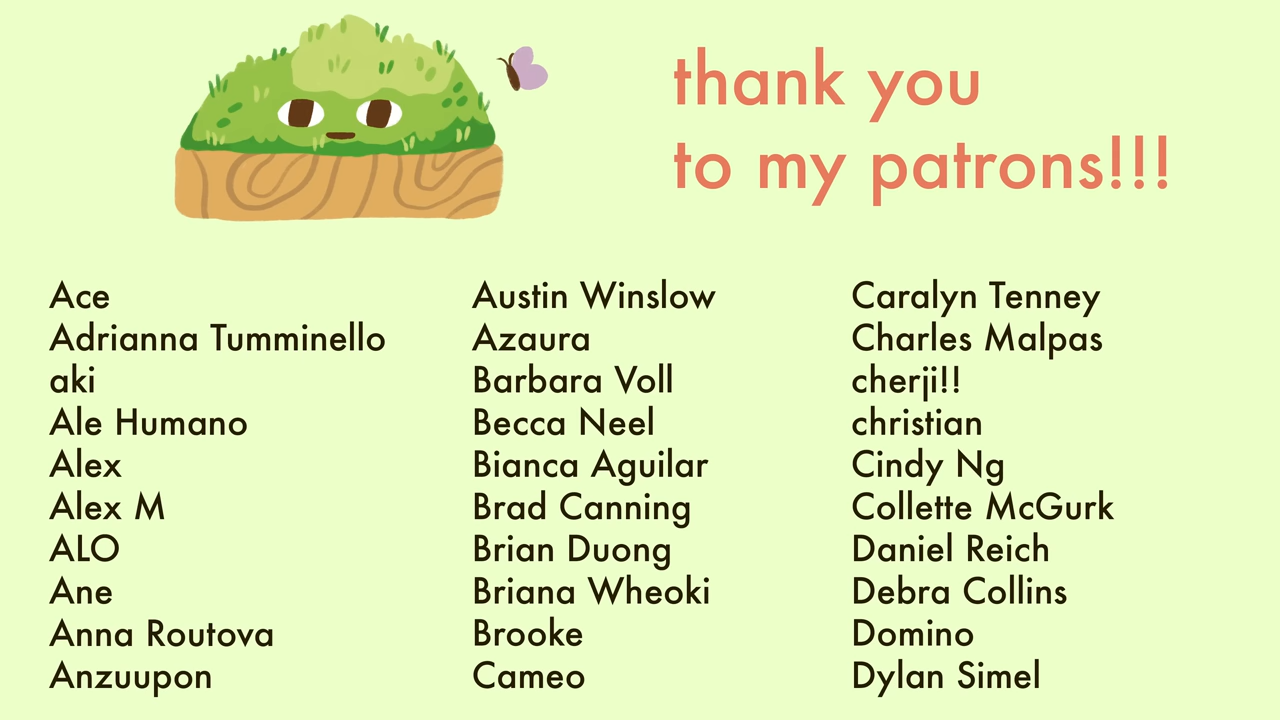 thank you
to my patrons!!!
Ace
Adrianna Tumminello
aki
Ale Humano
Alex
Alex M
ALO
Ane
Anna Routova
Anzuupon
Austin Winslow
Azaura
Barbara Voll
Becca Neel
Bianca Aguilar
Brad Canning
Brian Duong
Briana Wheoki
Brooke
Cameo
Caralyn Tenney
Charles Malpas
cherji!!
christian
Cindy Ng
Collette McGurk
Daniel Reich
Debra Collins
Domino
Dylan Simel